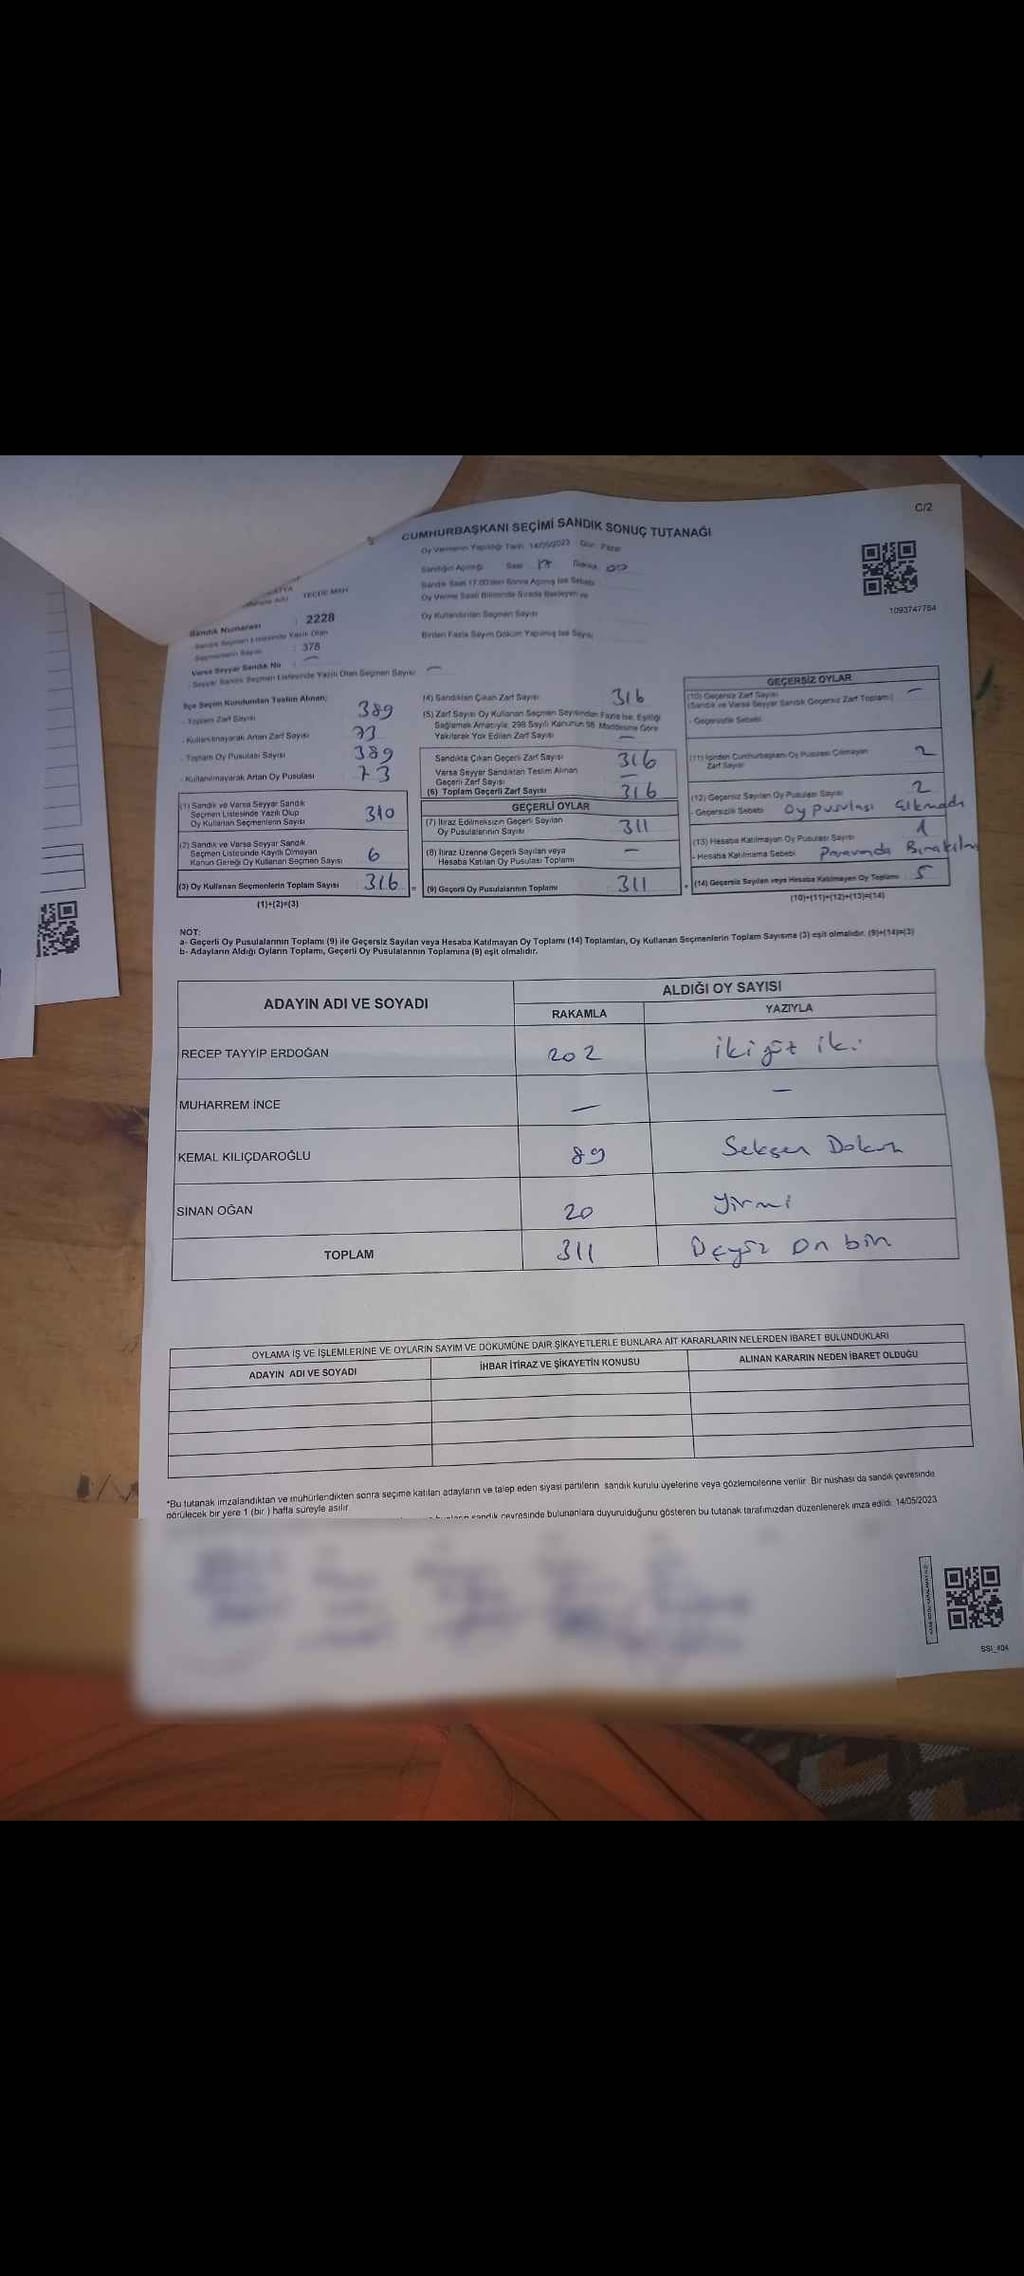 C/2
CUMHURBAŞKANI SEÇİMİ SANDIK SONUÇ TUTANAĞI
Oy Vermenin Yapıldığı Tarih 14/05/2023 Gün Pazar
Sandığın Açılışı Saat 17 Dakika 00
Sandık Saat 17.00'den Sonra Açılmış İse Sebebi
Oy Verme Saati Bitiminde Sırada Bekleyen ve
Oy Kullandırılan Seçmen Sayısı
Birden Fazla Sayım Döküm Yapılmış İse Sayısı
1093747764
TECDE MAH
Sandık Numarası : 2228
Sandık Seçmen Listesinde Yazılı Olan
Seçmenlerin Sayısı : 378
Varsa Seyyar Sandık No : —
- Seyyar Sandık Seçmen Listesinde Yazılı Olan Seçmen Sayısı —
İlçe Seçim Kurulundan Teslim Alınan;
- Toplam Zarf Sayısı 389
- Kullanılmayarak Artan Zarf Sayısı 73
- Toplam Oy Pusulası Sayısı 389
- Kullanılmayarak Artan Oy Pusulası 73
(1) Sandık ve Varsa Seyyar Sandık
Seçmen Listesinde Yazılı Olup
Oy Kullanan Seçmenlerin Sayısı 310
(2) Sandık ve Varsa Seyyar Sandık
Seçmen Listesinde Kayıtlı Olmayan
Kanun Gereği Oy Kullanan Seçmen Sayısı 6
(3) Oy Kullanan Seçmenlerin Toplam Sayısı 316 =
(1)+(2)=(3)
(4) Sandıktan Çıkan Zarf Sayısı 316
(5) Zarf Sayısı Oy Kullanan Seçmen Sayısından Fazla İse, Eşitliği
Sağlamak Amacıyla, 298 Sayılı Kanunun 98. Maddesine Göre
Yakılarak Yok Edilen Zarf Sayısı —
Sandıkta Çıkan Geçerli Zarf Sayısı 316
Varsa Seyyar Sandıktan Teslim Alınan
Geçerli Zarf Sayısı —
(6) Toplam Geçerli Zarf Sayısı 316
GEÇERLİ OYLAR
(7) İtiraz Edilmeksizin Geçerli Sayılan
Oy Pusulalarının Sayısı 311
(8) İtiraz Üzerine Geçerli Sayılan veya
Hesaba Katılan Oy Pusulası Toplamı —
(9) Geçerli Oy Pusulalarının Toplamı 311 +
GEÇERSİZ OYLAR
(10) Geçersiz Zarf Sayısı —
(Sandık ve Varsa Seyyar Sandık Geçersiz Zarf Toplamı)
- Geçersizlik Sebebi
(11) İçinden Cumhurbaşkanı Oy Pusulası Çıkmayan
Zarf Sayısı 2
(12) Geçersiz Sayılan Oy Pusulası Sayısı 2
- Geçersizlik Sebebi Oy pusulası çıkmadı
(13) Hesaba Katılmayan Oy Pusulası Sayısı 1
- Hesaba Katılmama Sebebi Paravanda Bırakılan
(14) Geçersiz Sayılan veya Hesaba Katılmayan Oy Toplamı 5
(10)+(11)+(12)+(13)=(14)
NOT:
a- Geçerli Oy Pusulalarının Toplamı (9) ile Geçersiz Sayılan veya Hesaba Katılmayan Oy Toplamı (14) Toplamları, Oy Kullanan Seçmenlerin Toplam Sayısına (3) eşit olmalıdır. (9)+(14)=(3)
b- Adayların Aldığı Oyların Toplamı, Geçerli Oy Pusulalarının Toplamına (9) eşit olmalıdır.
ADAYIN ADI VE SOYADI
ALDIĞI OY SAYISI
RAKAMLA YAZIYLA
RECEP TAYYİP ERDOĞAN 202 ikiyüz iki
MUHARREM İNCE — —
KEMAL KILIÇDAROĞLU 89 Seksen Dokuz
SİNAN OĞAN 20 yirmi
TOPLAM 311 Üçyüz on bir
OYLAMA İŞ VE İŞLEMLERİNE VE OYLARIN SAYIM VE DÖKÜMÜNE DAİR ŞİKAYETLERLE BUNLARA AİT KARARLARIN NELERDEN İBARET BULUNDUKLARI
ADAYIN ADI VE SOYADI İHBAR İTİRAZ VE ŞİKAYETİN KONUSU ALINAN KARARIN NEDEN İBARET OLDUĞU
*Bu tutanak imzalandıktan ve mühürlendikten sonra seçime katılan adayların ve talep eden siyasi partilerin sandık kurulu üyelerine veya gözlemcilerine verilir. Bir nüshası da sandık çevresinde
görülecek bir yere 1 (bir) hafta süreyle asılır.
sandık çevresinde bulunanlara duyurulduğunu gösteren bu tutanak tarafımızdan düzenlenerek imza edildi. 14/05/2023
SSI_404